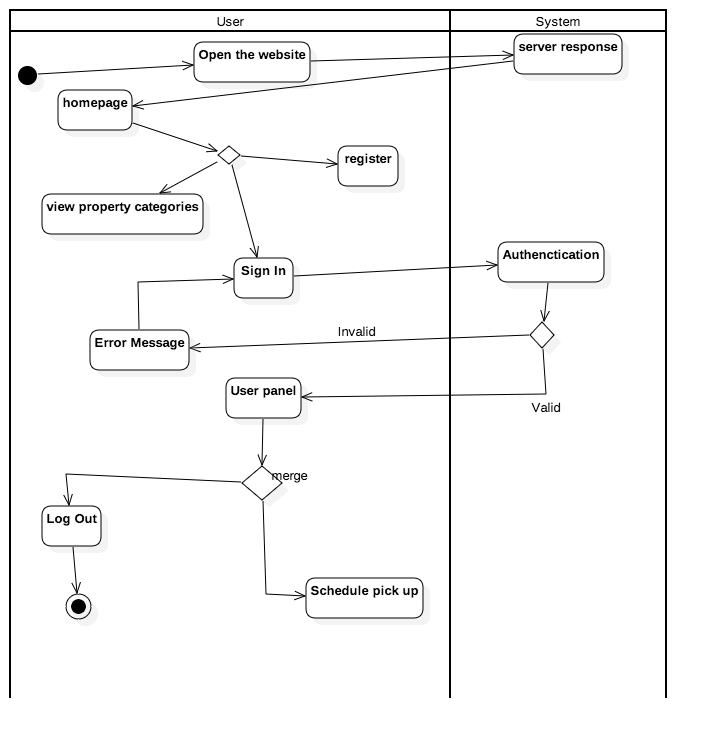 User
System
Open the website
server response
homepage
register
view property categories
Sign In
Authenctication
Invalid
Error Message
User panel
Valid
merge
Log Out
Schedule pick up